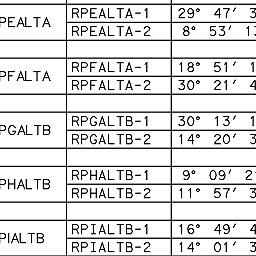 PEALTA RPEALTA-1 29° 47' 3
RPEALTA-2 8° 53' 1
PFALTA RPFALTA-1 18° 51' 1
RPFALTA-2 30° 21' 4
PGALTB RPGALTB-1 30° 13' 1
RPGALTB-2 14° 20' 3
PHALTB RPHALTB-1 9° 09' 2
RPHALTB-2 11° 57' 3
PIALTB RPIALTB-1 16° 49' 4
RPIALTB-2 14° 01' 3